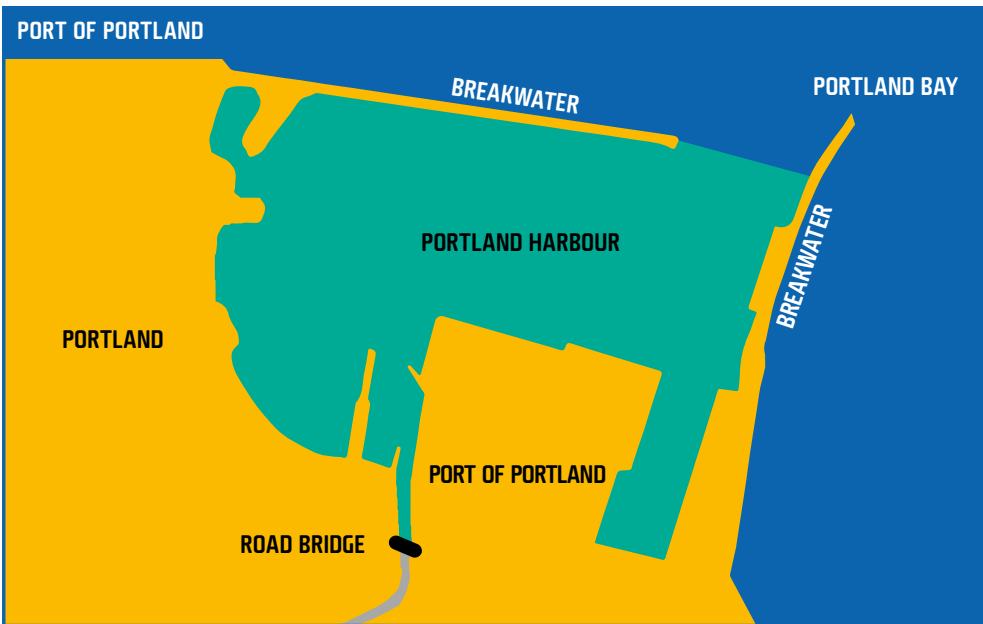 PORT OF PORTLAND
BREAKWATER
PORTLAND BAY
BREAKWATER
PORTLAND HARBOUR
PORTLAND
PORT OF PORTLAND
ROAD BRIDGE